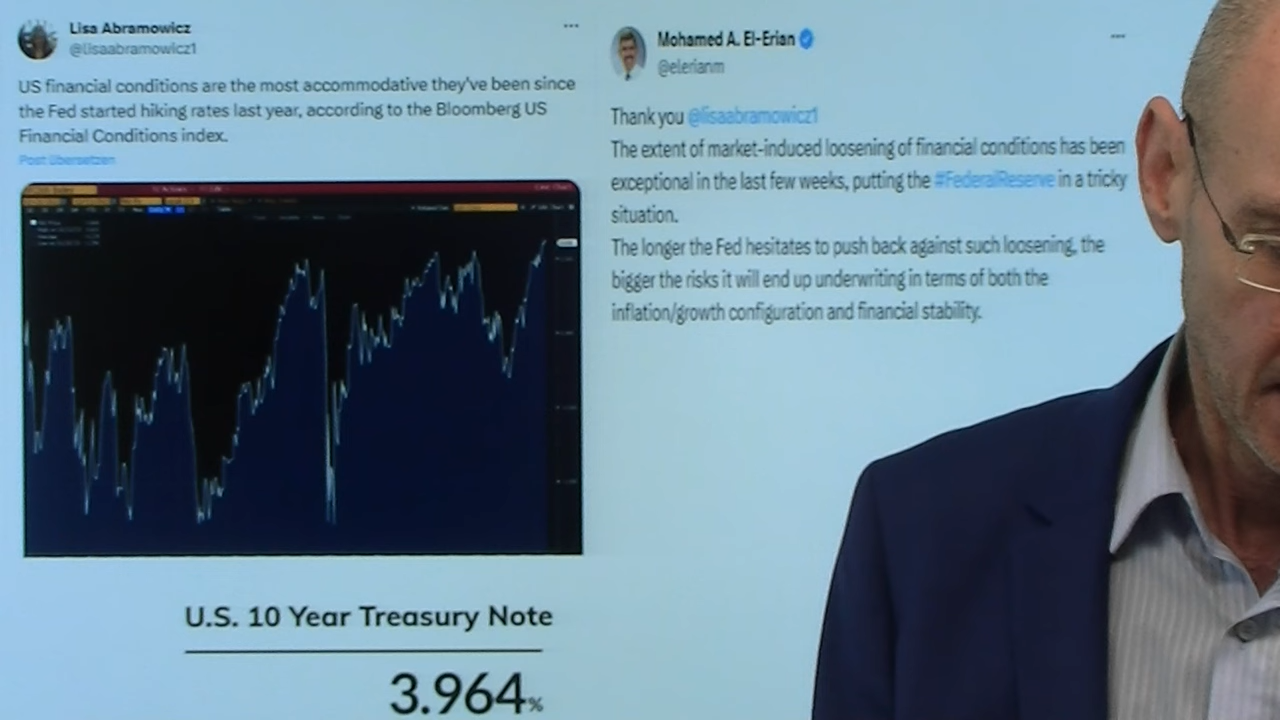 Lisa Abramowicz
@lisaabramowicz1
US financial conditions are the most accommodative they've been since
the Fed started hiking rates last year, according to the Bloomberg US
Financial Conditions index.
Post übersetzen
Mohamed A. El-Erian
@elerianm
Thank you @lisaabramowicz1
The extent of market-induced loosening of financial conditions has been
exceptional in the last few weeks, putting the #FederalReserve in a tricky
situation.
The longer the Fed hesitates to push back against such loosening, the
bigger the risks it will end up underwriting in terms of both the
inflation/growth configuration and financial stability.
U.S. 10 Year Treasury Note
3.964%